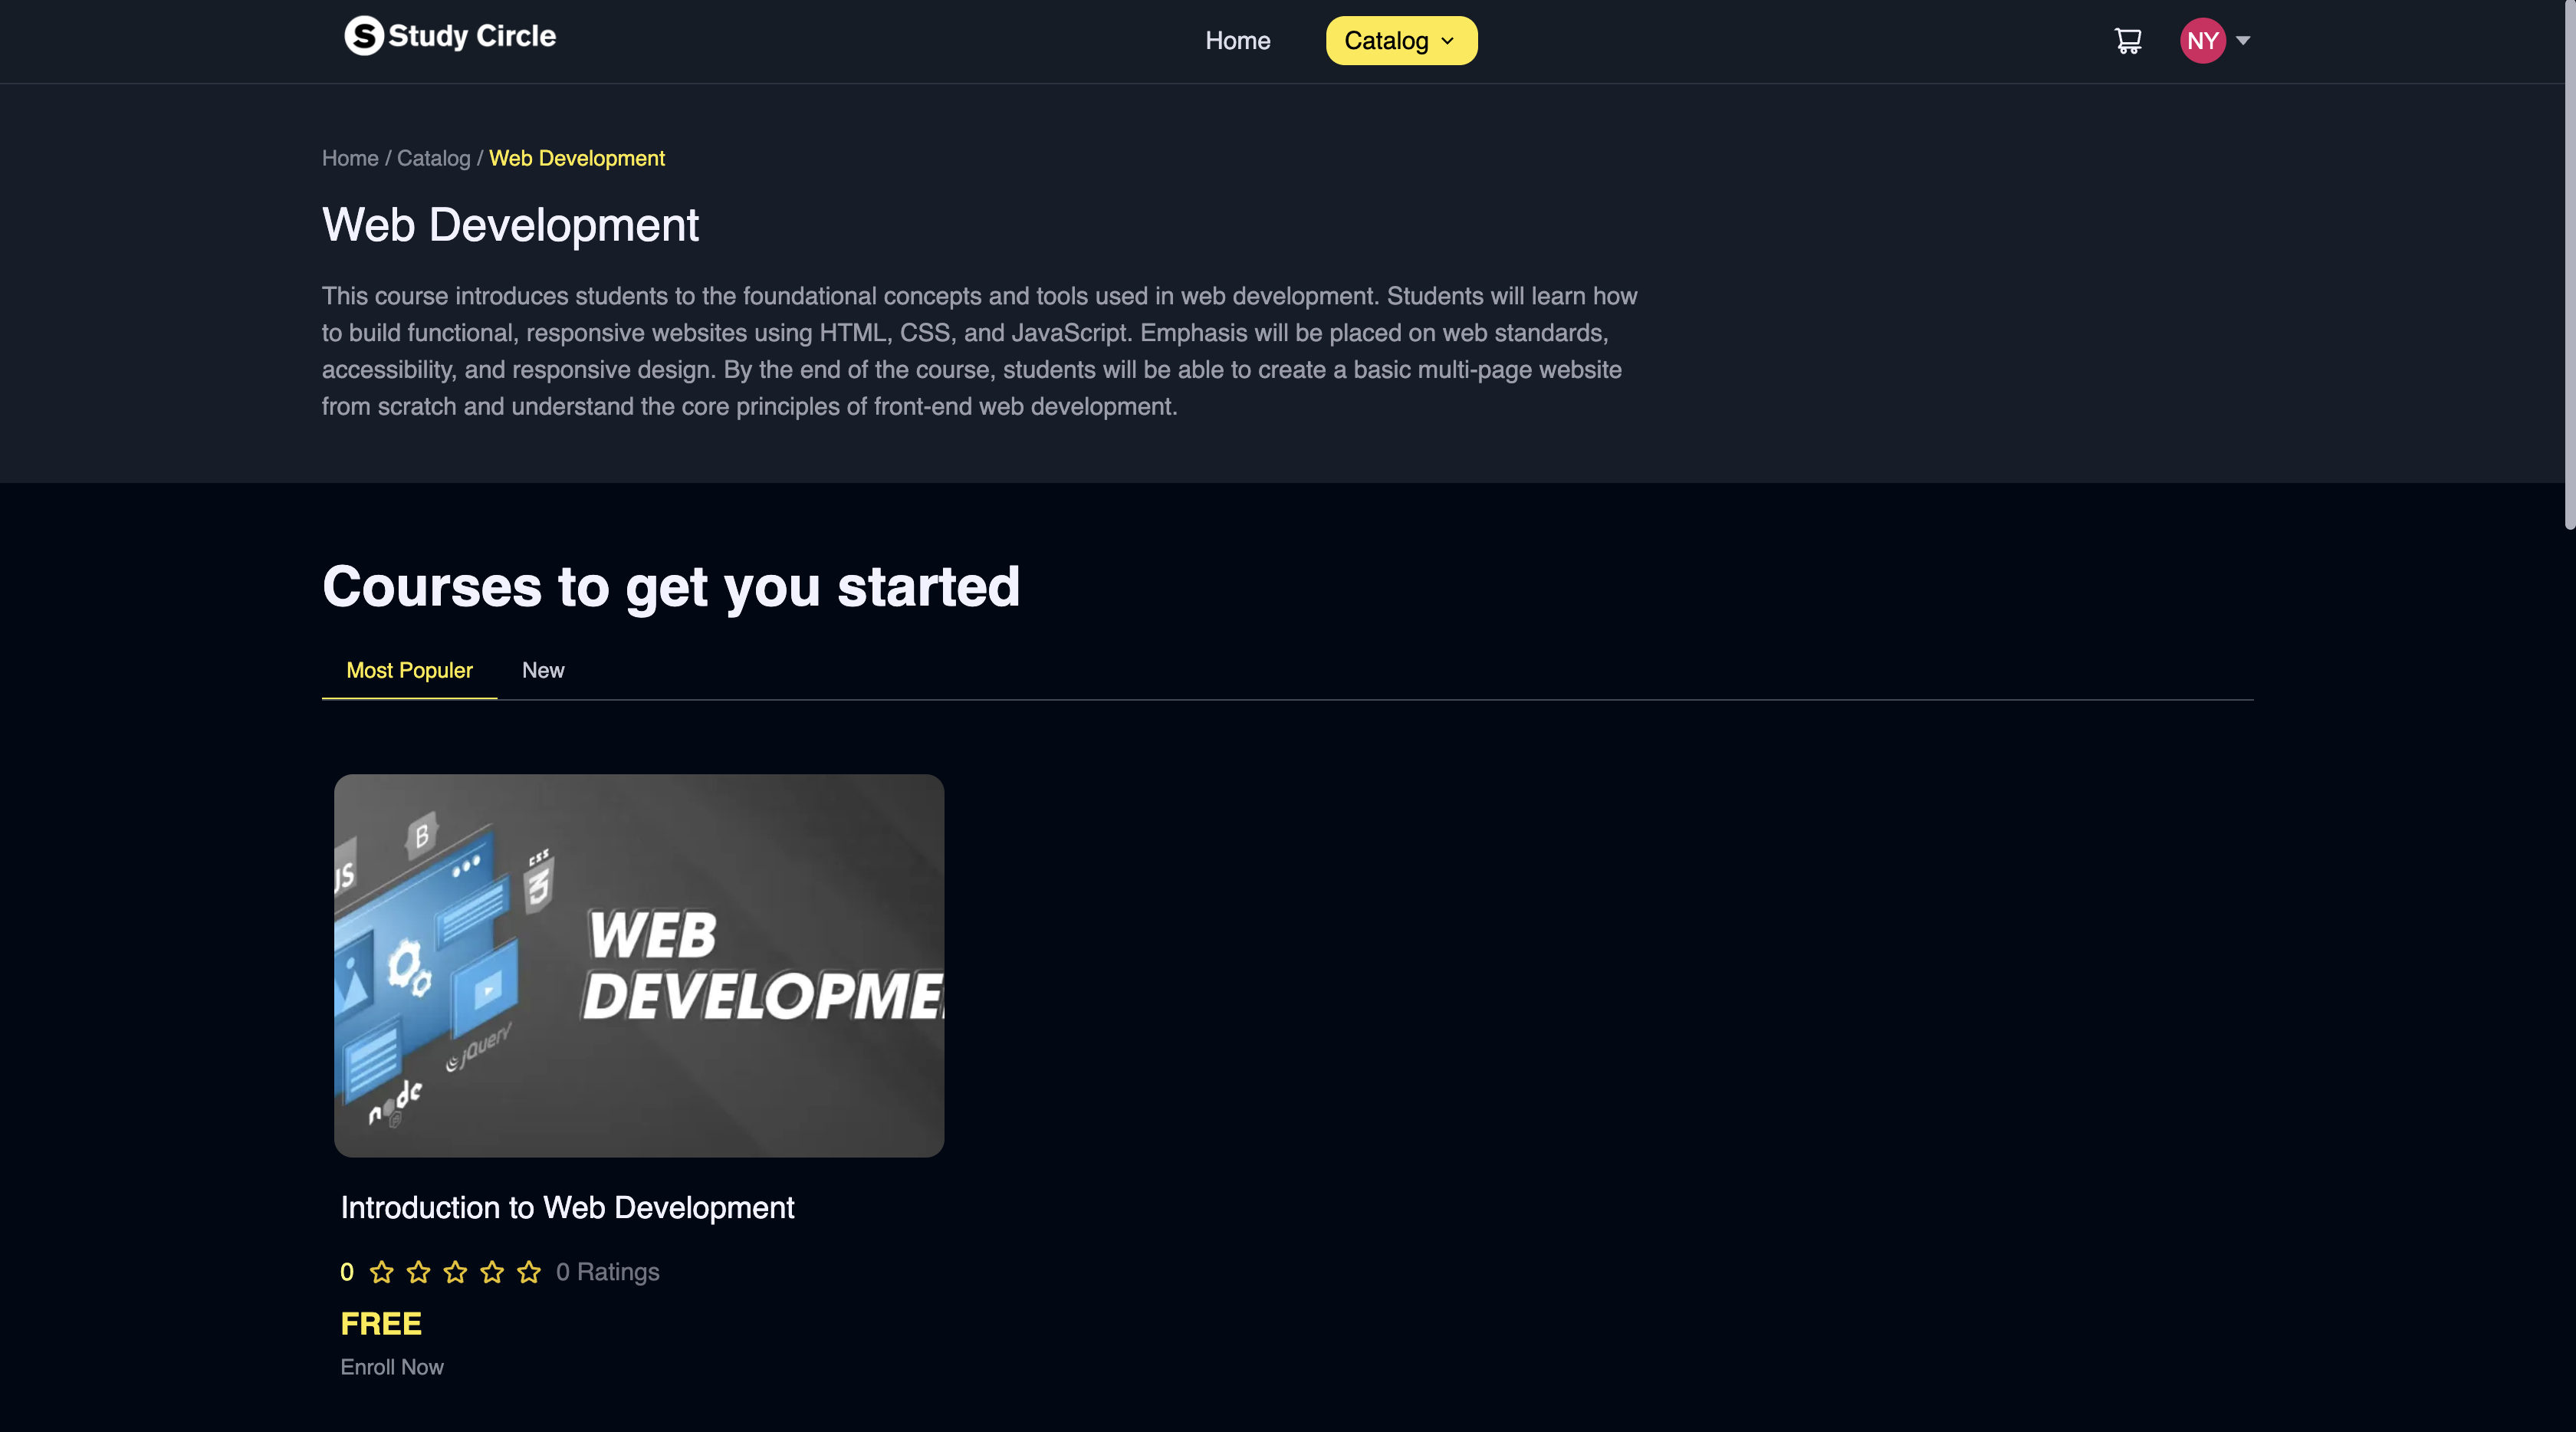 S Study Circle
Home
Catalog
NY
Home / Catalog / Web Development
Web Development
This course introduces students to the foundational concepts and tools used in web development. Students will learn how
to build functional, responsive websites using HTML, CSS, and JavaScript. Emphasis will be placed on web standards,
accessibility, and responsive design. By the end of the course, students will be able to create a basic multi-page website
from scratch and understand the core principles of front-end web development.
Courses to get you started
Most Populer
New
B
JS
CSS
3
WEB
DEVELOPME
jQuery
node
Introduction to Web Development
0
0 Ratings
FREE
Enroll Now